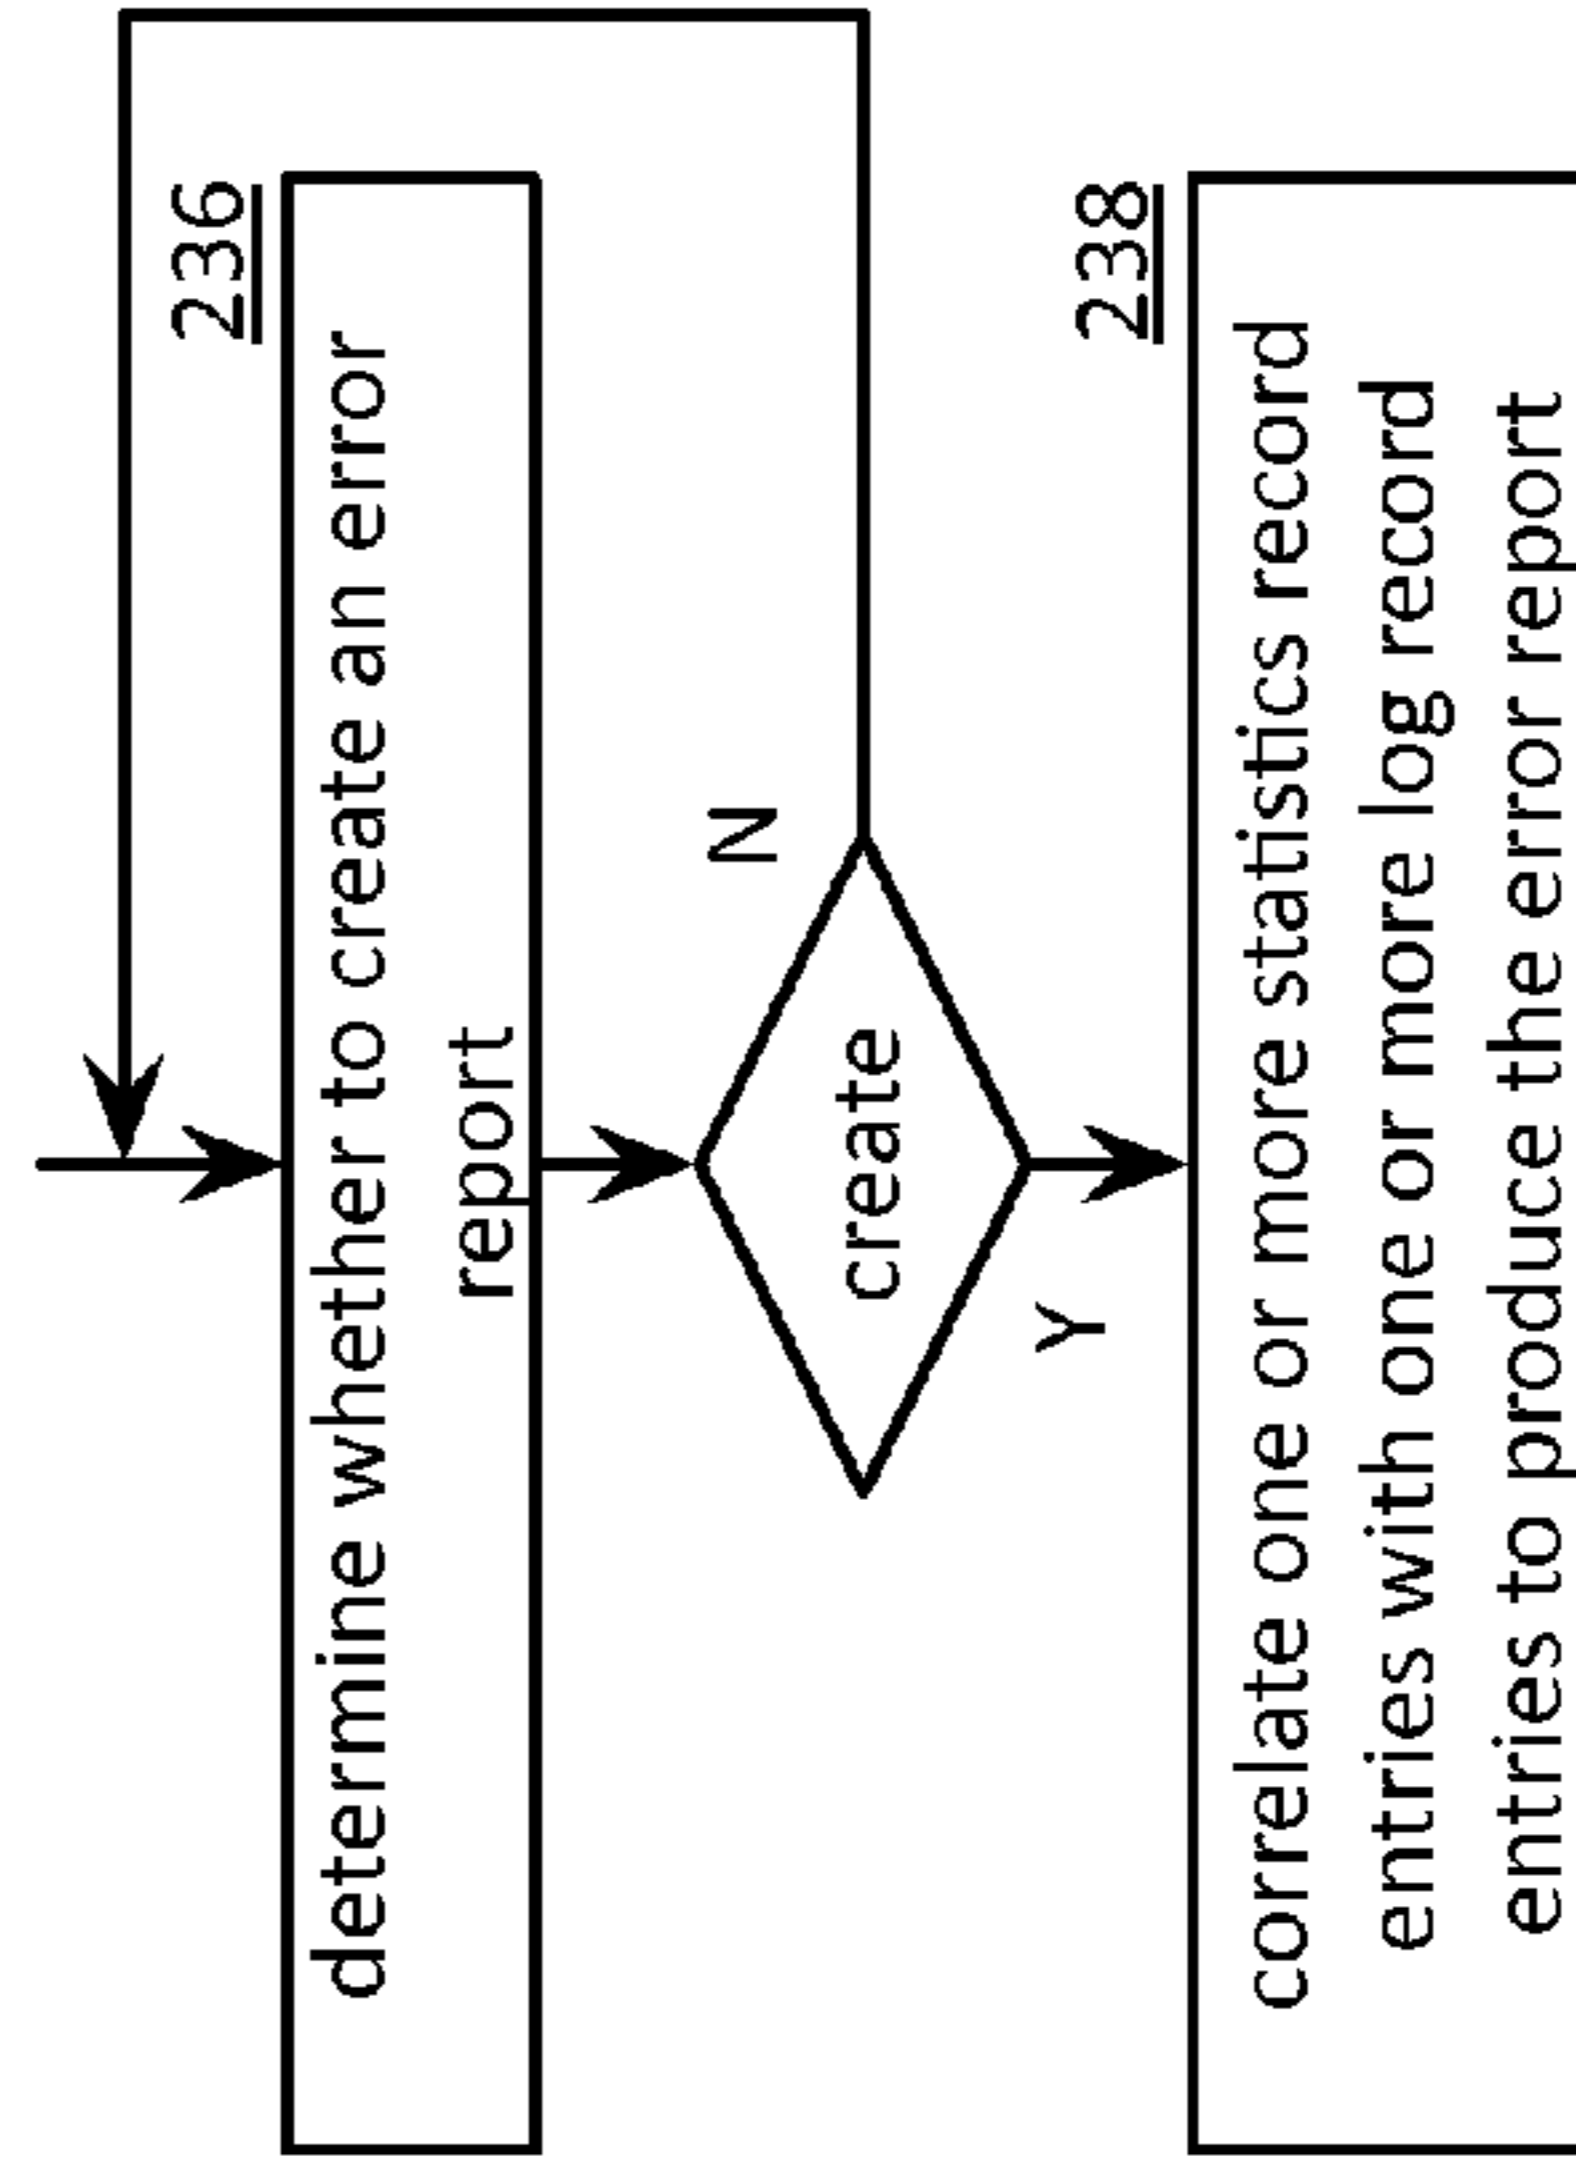 236
determine whether to create an error
report
create
N
Y
238
correlate one or more statistics record
entries with one or more log record
entries to produce the error report